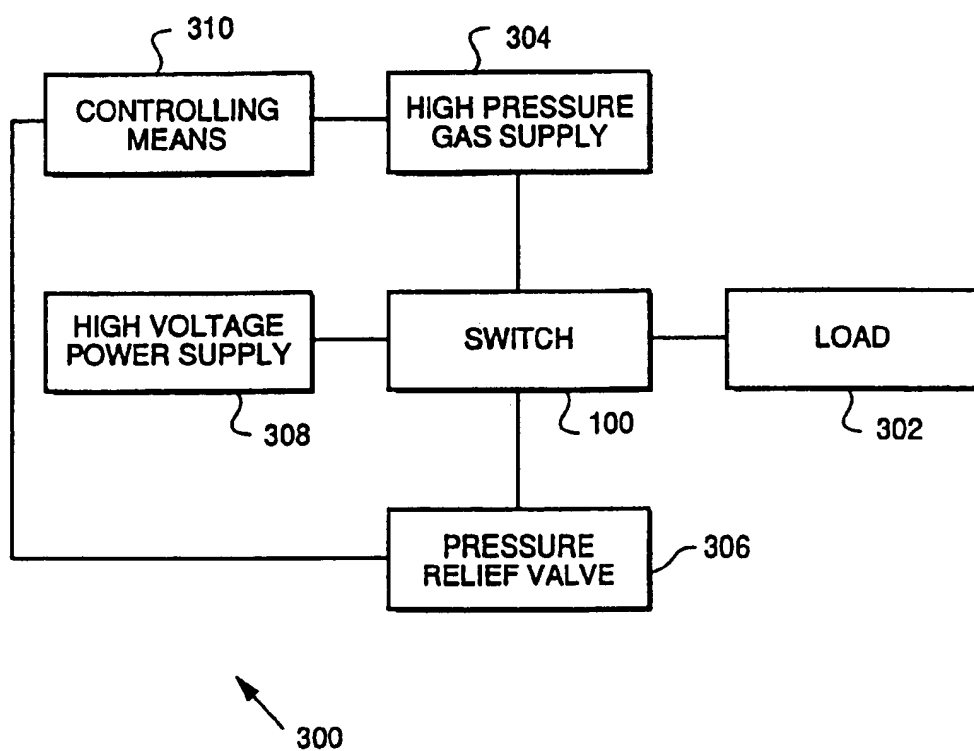 310
304
CONTROLLING
MEANS
HIGH PRESSURE
GAS SUPPLY
HIGH VOLTAGE
POWER SUPPLY
SWITCH
LOAD
308
100
302
PRESSURE
RELIEF VALVE
306
300